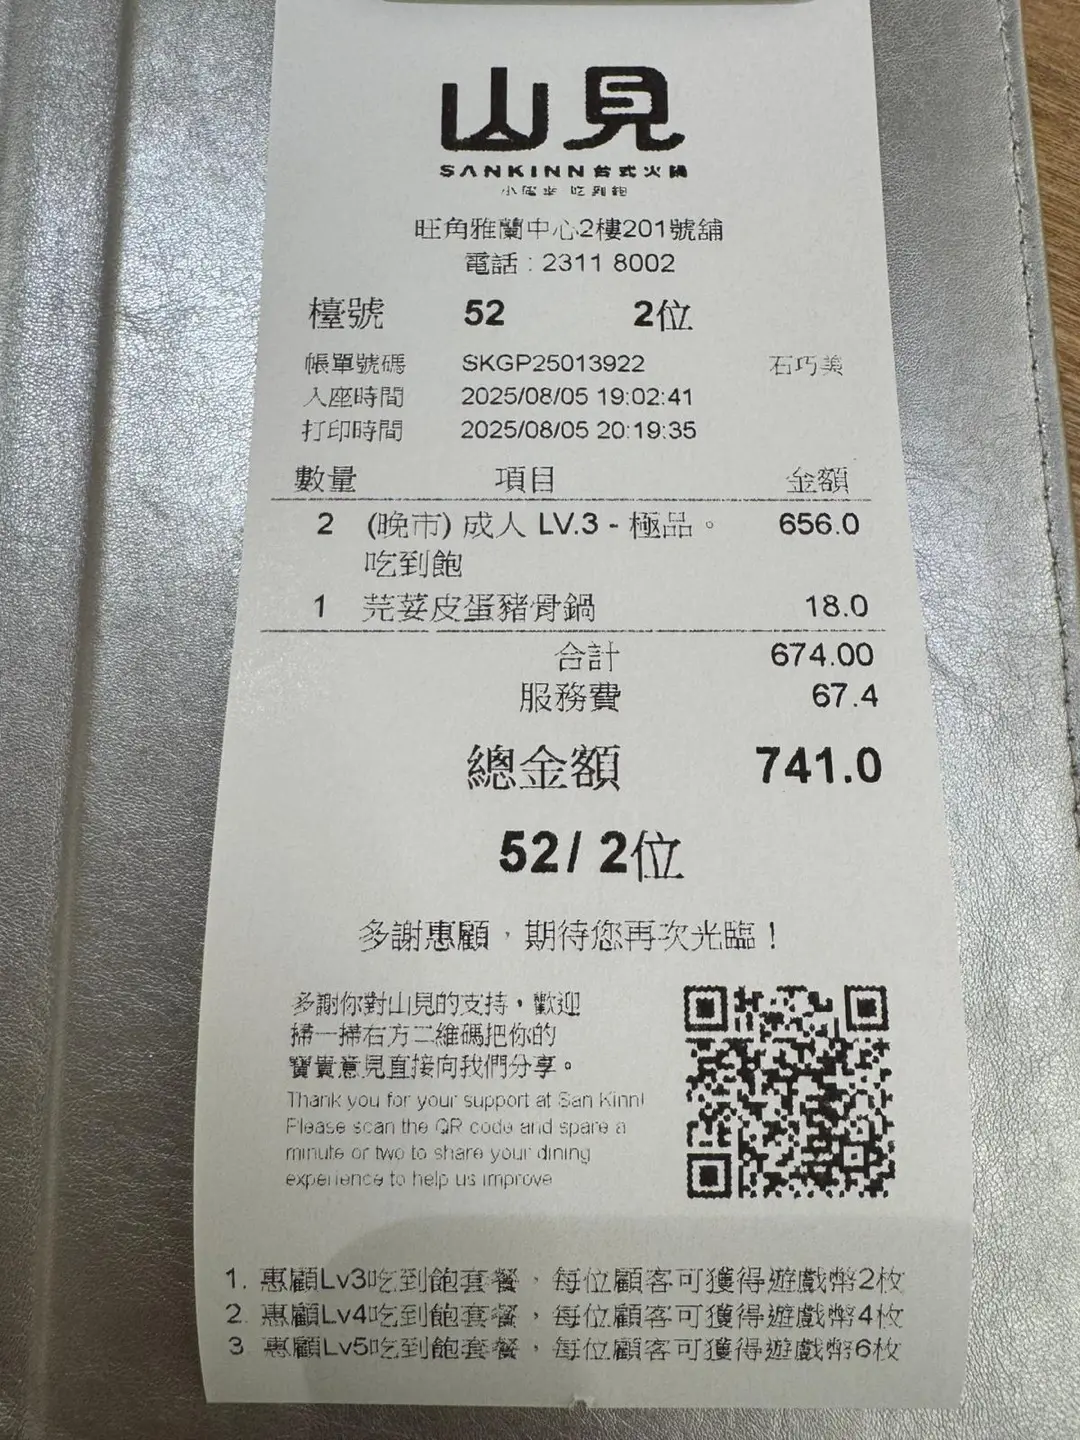 山見
SANKINN 台式火鍋
吃到飽
旺角雅蘭中心2樓201號舖
電話 : 2311 8002
檯號 52 2位
帳單號碼 SKGP25013922 石巧美
入座時間 2025/08/05 19:02:41
打印時間 2025/08/05 20:19:35
數量 項目 金額
2 (晚市) 成人 LV.3 - 極品。 656.0
吃到飽
1 芫荽皮蛋豬骨鍋 18.0
合計 674.00
服務費 67.4
總金額 741.0
52/ 2位
多謝惠顧，期待您再次光臨！
多謝你對山見的支持，歡迎
掃一掃右方二維碼把你的
寶貴意見直接向我們分享。
Thank you for your support at San Kinn!
Please scan the QR code and spare a
minute or two to share your dining
experience to help us improve
1. 惠顧Lv3吃到飽套餐，每位顧客可獲得遊戲幣2枚
2. 惠顧Lv4吃到飽套餐，每位顧客可獲得遊戲幣4枚
3. 惠顧Lv5吃到飽套餐，每位顧客可獲得遊戲幣6枚